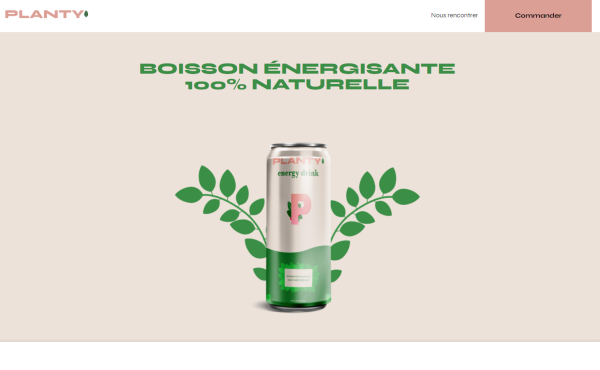 PLANTY
Nous rencontrer
Commander
BOISSON ÉNERGISANTE
100% NATURELLE
PLANTY
energy drink
P